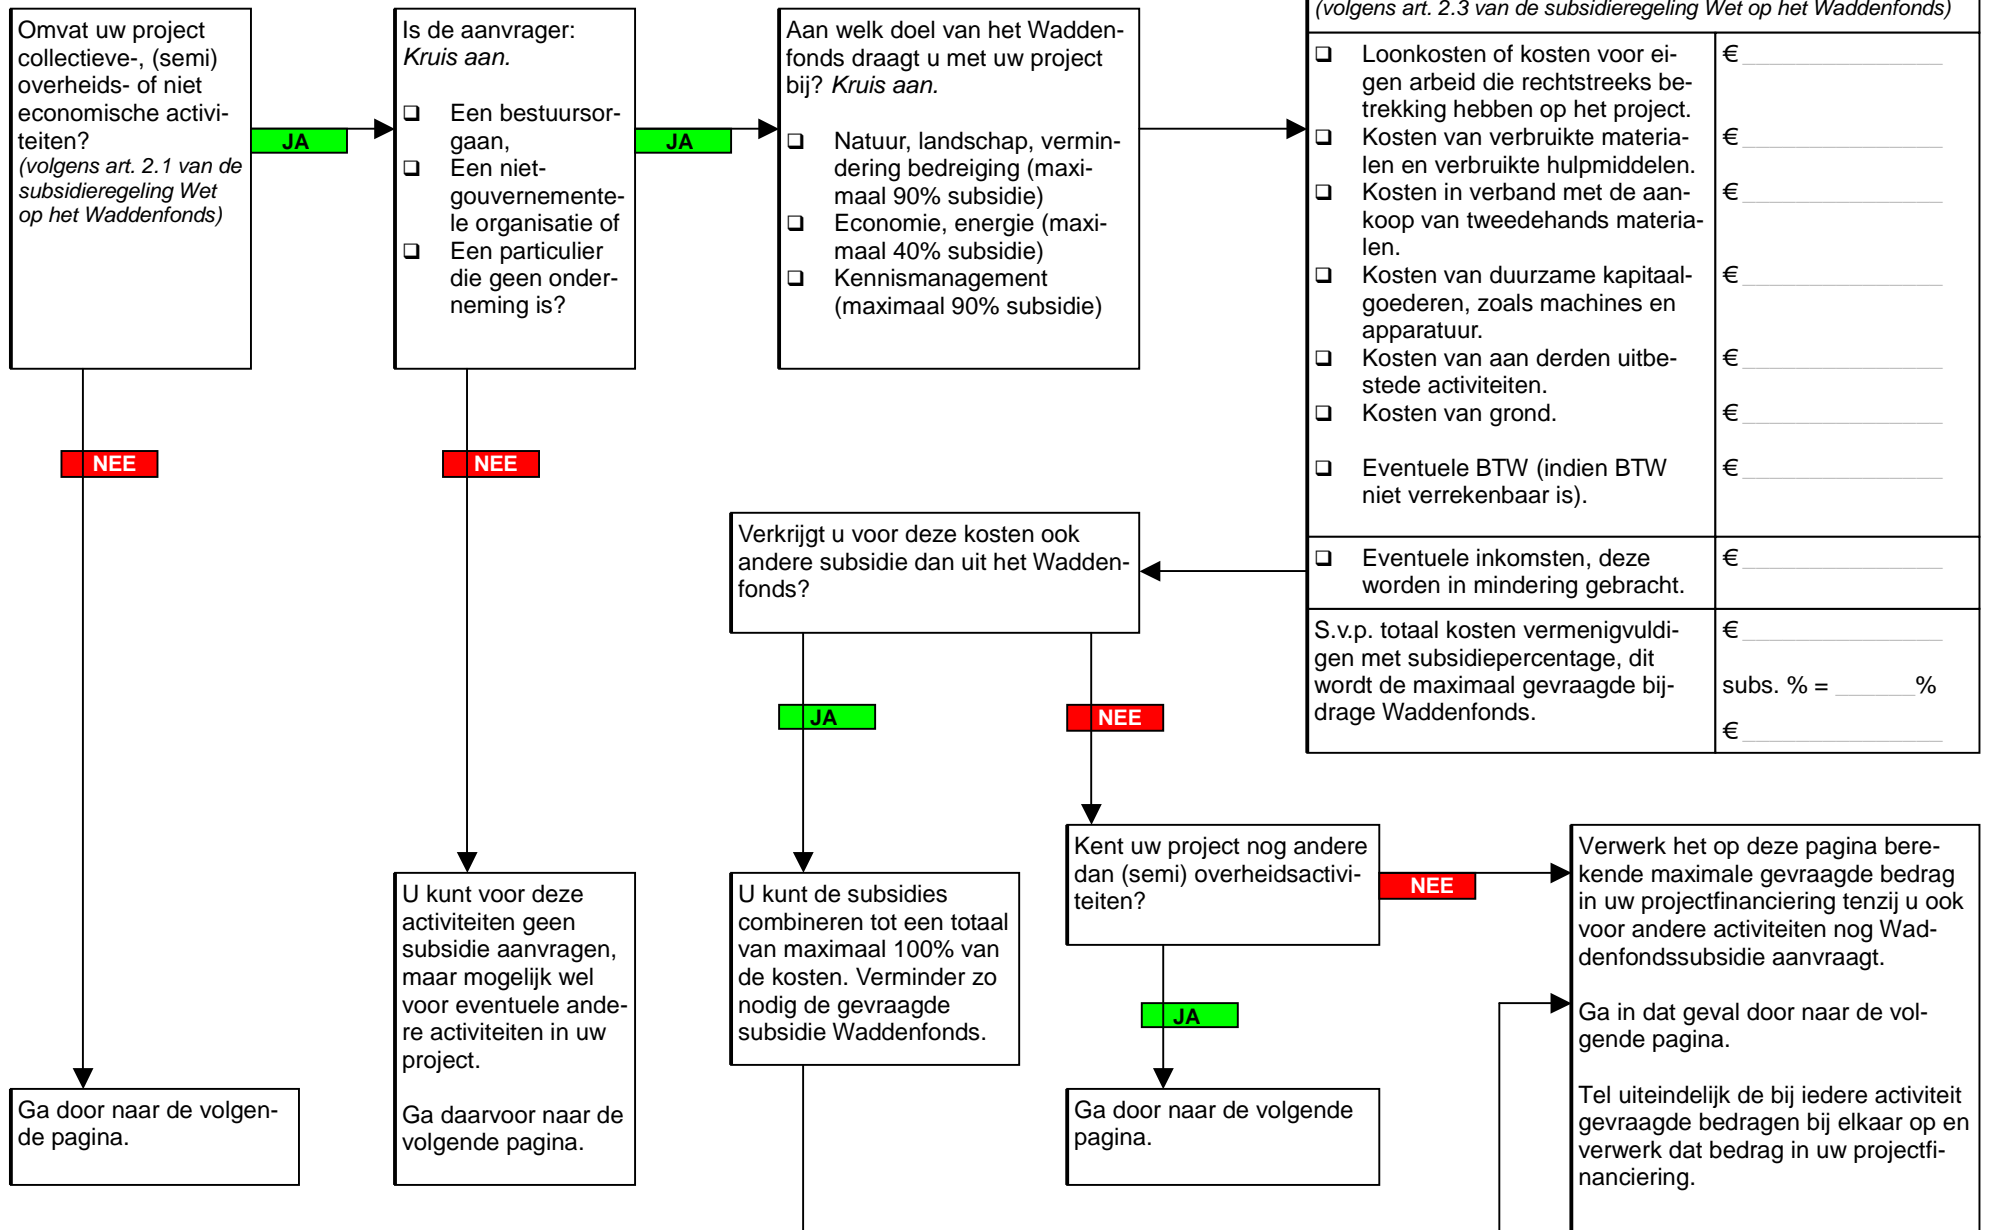 Omvat uw project
collectieve-, (semi)
overheids- of niet
economische activi-
teiten?
(volgens art. 2.1 van de
subsidieregeling Wet
op het Waddenfonds)
JA
NEE
Is de aanvrager:
Kruis aan.
❑ Een bestuursor-
gaan,
❑ Een niet-
gouvernemente-
le organisatie of
❑ Een particulier
die geen onder-
neming is?
JA
NEE
Aan welk doel van het Wadden-
fonds draagt u met uw project
bij? Kruis aan.
❑ Natuur, landschap, vermin-
dering bedreiging (maxi-
maal 90% subsidie)
❑ Economie, energie (maxi-
maal 40% subsidie)
❑ Kennismanagement
(maximaal 90% subsidie)
(volgens art. 2.3 van de subsidieregeling Wet op het Waddenfonds)
❑ Loonkosten of kosten voor ei- €
gen arbeid die rechtstreeks be-
trekking hebben op het project.
❑ Kosten van verbruikte materia- €
len en verbruikte hulpmiddelen.
❑ Kosten in verband met de aan- €
koop van tweedehands materia-
len.
❑ Kosten van duurzame kapitaal- €
goederen, zoals machines en
apparatuur.
❑ Kosten van aan derden uitbe- €
stede activiteiten.
❑ Kosten van grond. €
❑ Eventuele BTW (indien BTW €
niet verrekenbaar is).
❑ Eventuele inkomsten, deze €
worden in mindering gebracht.
S.v.p. totaal kosten vermenigvuldi- €
gen met subsidiepercentage, dit
wordt de maximaal gevraagde bij- subs. % = ______%
drage Waddenfonds. €
Verkrijgt u voor deze kosten ook
andere subsidie dan uit het Wadden-
fonds?
JA
NEE
Ga door naar de volgen-
de pagina.
U kunt voor deze
activiteiten geen
subsidie aanvragen,
maar mogelijk wel
voor eventuele ande-
re activiteiten in uw
project.
Ga daarvoor naar de
volgende pagina.
U kunt de subsidies
combineren tot een totaal
van maximaal 100% van
de kosten. Verminder zo
nodig de gevraagde
subsidie Waddenfonds.
Kent uw project nog andere
dan (semi) overheidsactivi-
teiten?
NEE
JA
Ga door naar de volgende
pagina.
Verwerk het op deze pagina bere-
kende maximale gevraagde bedrag
in uw projectfinanciering tenzij u ook
voor andere activiteiten nog Wad-
denfondssubsidie aanvraagt.
Ga in dat geval door naar de vol-
gende pagina.
Tel uiteindelijk de bij iedere activiteit
gevraagde bedragen bij elkaar op en
verwerk dat bedrag in uw projectfi-
nanciering.